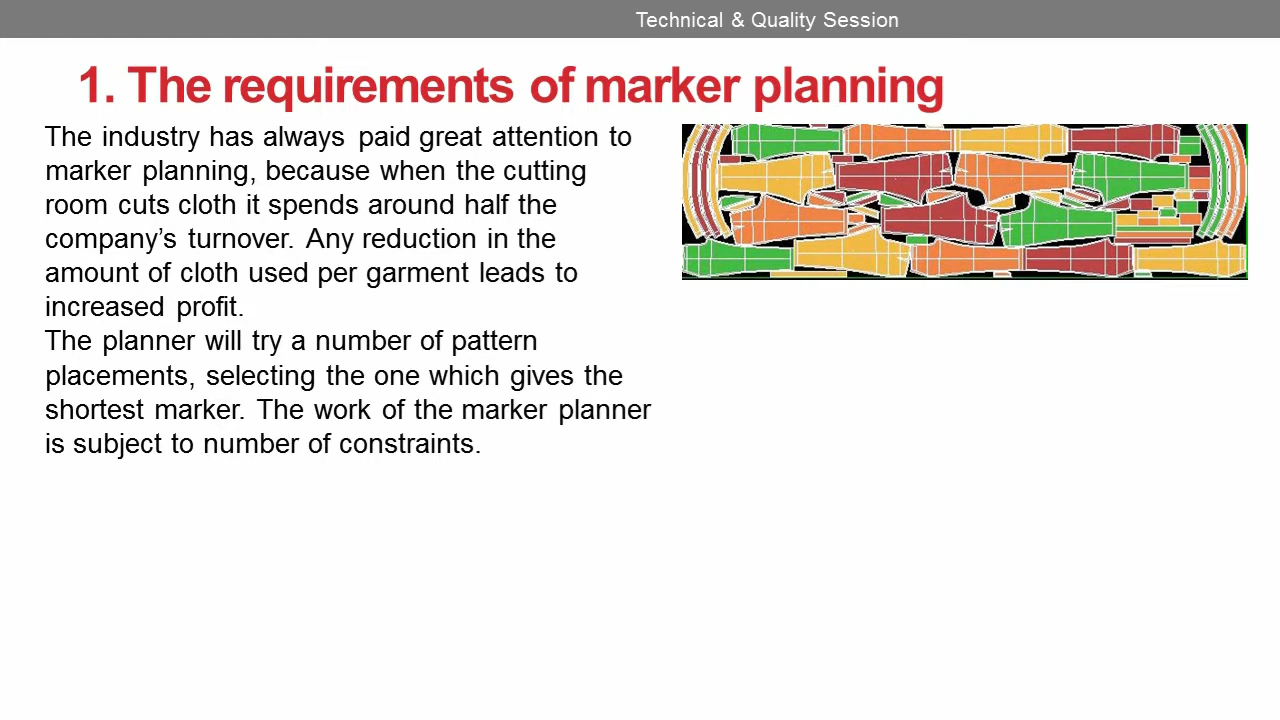 Technical & Quality Session
1. The requirements of marker planning
The industry has always paid great attention to
marker planning, because when the cutting
room cuts cloth it spends around half the
company’s turnover. Any reduction in the
amount of cloth used per garment leads to
increased profit.
The planner will try a number of pattern
placements, selecting the one which gives the
shortest marker. The work of the marker planner
is subject to number of constraints.